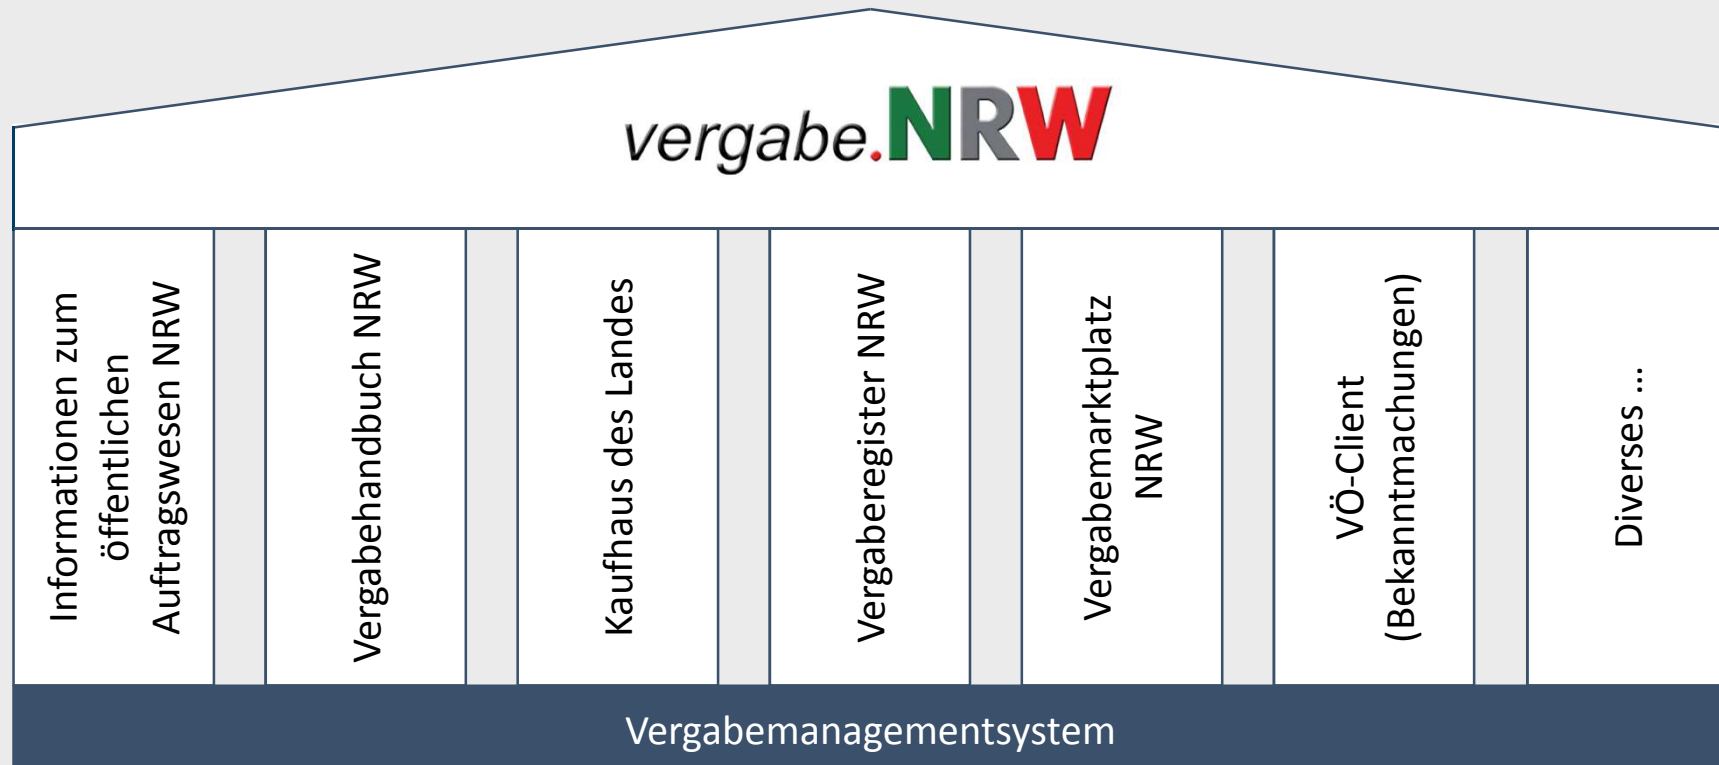 vergabe.NRW
Informationen zum
öffentlichen
Auftragswesen NRW
Vergabehandbuch NRW
Kaufhaus des Landes
Vergaberegister NRW
Vergabemarktplatz
NRW
VÖ-Client
(Bekanntmachungen)
Diverses ...
Vergabemanagementsystem